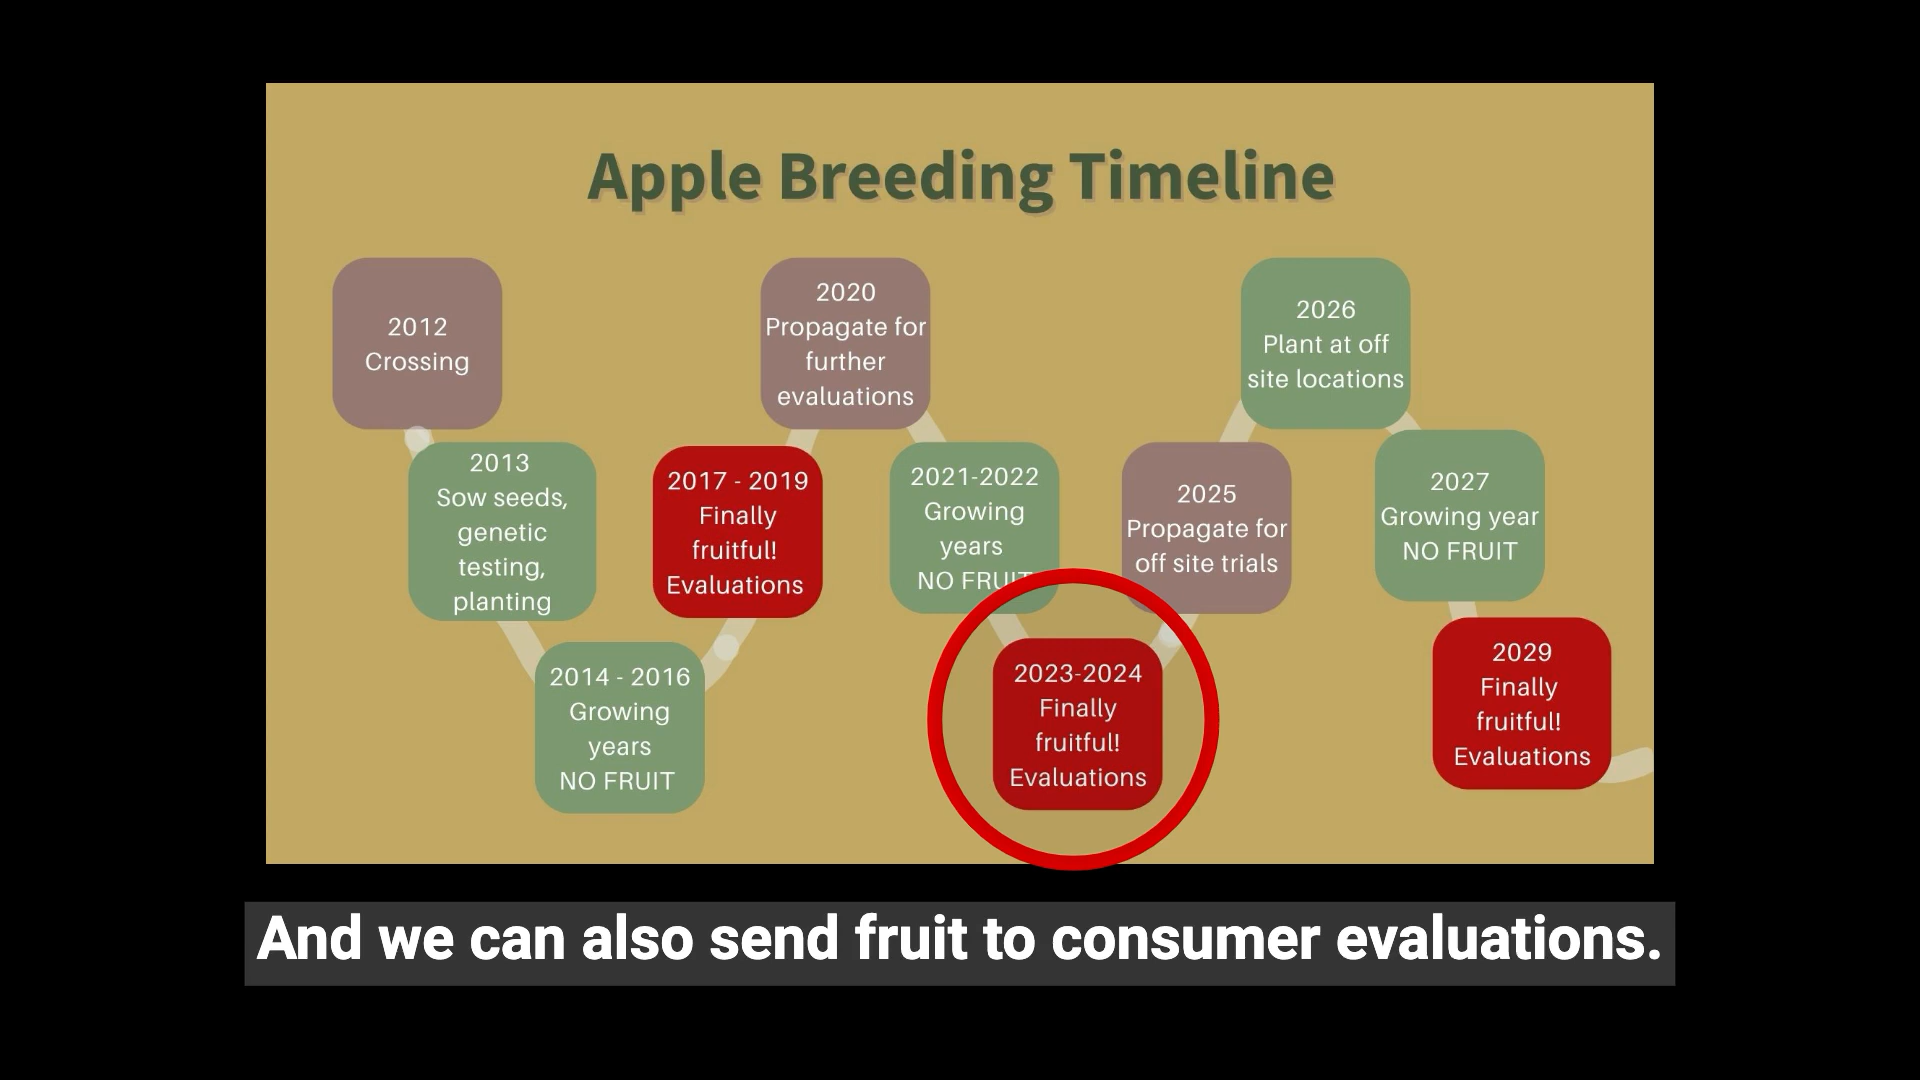 Apple Breeding Timeline
2012
Crossing
2013
Sow seeds,
genetic
testing,
planting
2014 - 2016
Growing
years
NO FRUIT
2017 - 2019
Finally
fruitful!
Evaluations
2020
Propagate for
further
evaluations
2021-2022
Growing
years
NO FRUIT
2023-2024
Finally
fruitful!
Evaluations
2025
Propagate for
off site trials
2026
Plant at off
site locations
2027
Growing year
NO FRUIT
2029
Finally
fruitful!
Evaluations
And we can also send fruit to consumer evaluations.